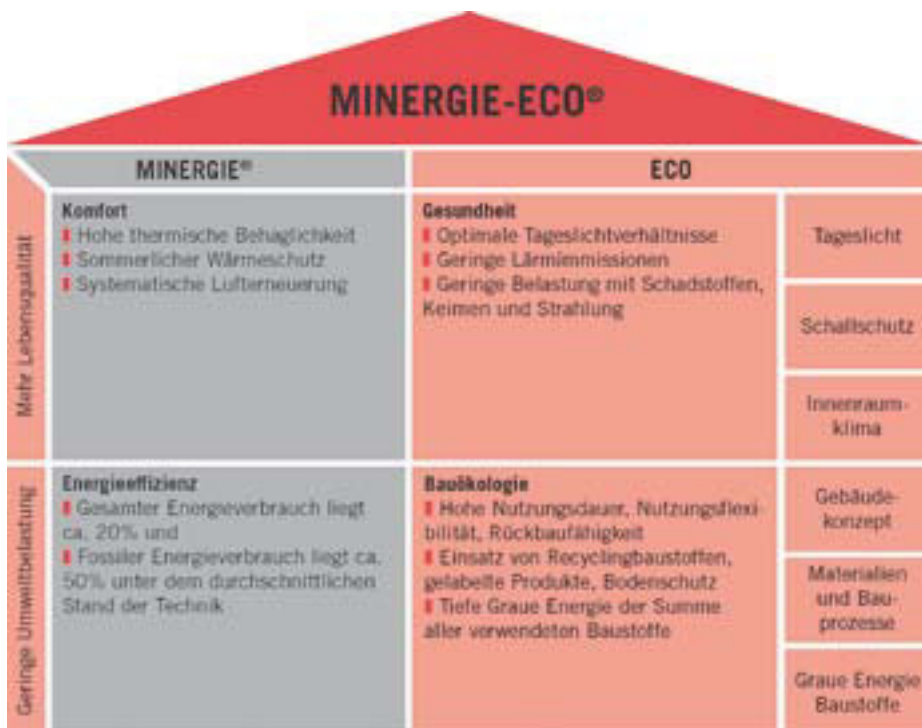 MINERGIE-ECO®
MINERGIE®
ECO
Mehr Lebensqualität
Komfort
Hohe thermische Behaglichkeit
Sommerlicher Wärmeschutz
Systematische Lufterneuerung
Gesundheit
Optimale Tageslichtverhältnisse
Geringe Lärmimmissionen
Geringe Belastung mit Schadstoffen,
Keimen und Strahlung
Tageslicht
Schallschutz
Innenraum-
klima
Geringe Umweltbelastung
Energieeffizienz
Gesamter Energieverbrauch liegt
ca. 20% und
Fossiler Energieverbrauch liegt ca.
50% unter dem durchschnittlichen
Stand der Technik
Bauökologie
Hohe Nutzungsdauer, Nutzungsflexi-
bilität, Rückbaufähigkeit
Einsatz von Recyclingbaustoffen,
gelabelte Produkte, Bodenschutz
Tiefe Graue Energie der Summe
aller verwendeten Baustoffe
Gebäude-
konzept
Materialien
und Bau-
prozesse
Graue Energie
Baustoffe